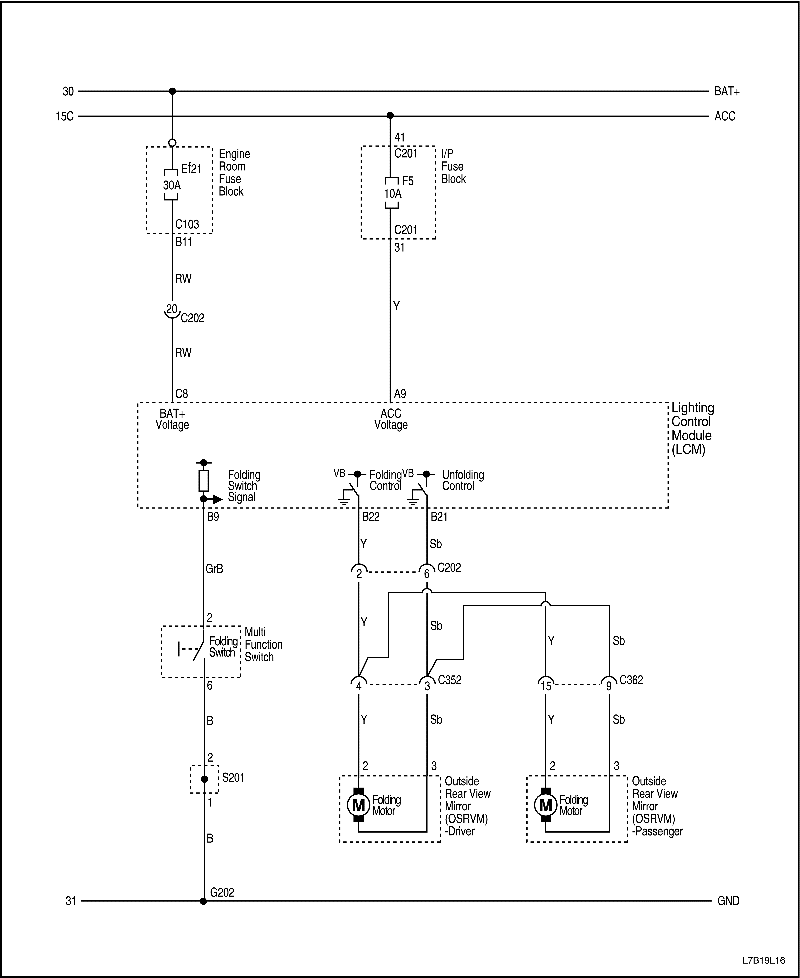 30
BAT+
15C
ACC
Ef21
30A
C103
Engine
Room
Fuse
Block
B11
41
C201
F5
10A
C201
I/P
Fuse
Block
31
RW
20
C202
RW
Y
C8
A9
BAT+
Voltage
ACC
Voltage
Lighting
Control
Module
(LCM)
Folding
Switch
Signal
VB
Folding
Control
VB
Unfolding
Control
B9
B22
B21
Y
Sb
GrB
2
6
C202
2
Folding
Switch
Multi
Function
Switch
6
Y
Sb
Y
Sb
4
3
C352
15
9
C362
B
Y
Sb
Y
Sb
2
S201
1
2
3
2
3
M
Folding
Motor
Outside
Rear View
Mirror
(OSRVM)
-Driver
M
Folding
Motor
Outside
Rear View
Mirror
(OSRVM)
-Passenger
B
31
G202
GND
L7B19L16